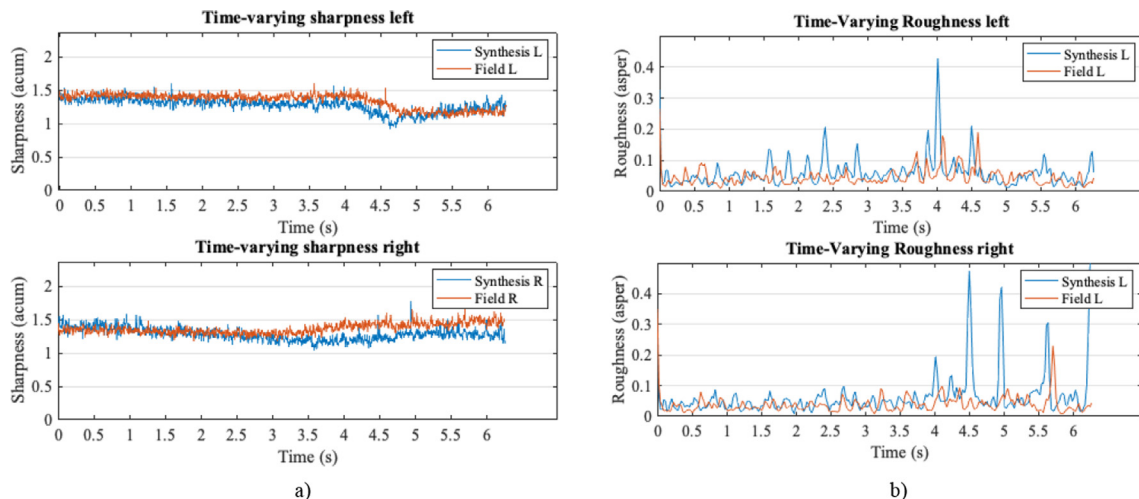 Time-varying sharpness left
Sharpness (acum)
2
1.5
1
0.5
0
Synthesis L
Field L
0 0.5 1 1.5 2 2.5 3 3.5 4 4.5 5 5.5 6
Time (s)
Time-varying sharpness right
Sharpness (acum)
2
1.5
1
0.5
0
Synthesis R
Field R
0 0.5 1 1.5 2 2.5 3 3.5 4 4.5 5 5.5 6
Time (s)
a)
Time-Varying Roughness left
Roughness (asper)
0.4
0.3
0.2
0.1
0
Synthesis L
Field L
0 0.5 1 1.5 2 2.5 3 3.5 4 4.5 5 5.5 6
Time (s)
Time-Varying Roughness right
Roughness (asper)
0.4
0.3
0.2
0.1
0
Synthesis L
Field L
0 0.5 1 1.5 2 2.5 3 3.5 4 4.5 5 5.5 6
Time (s)
b)